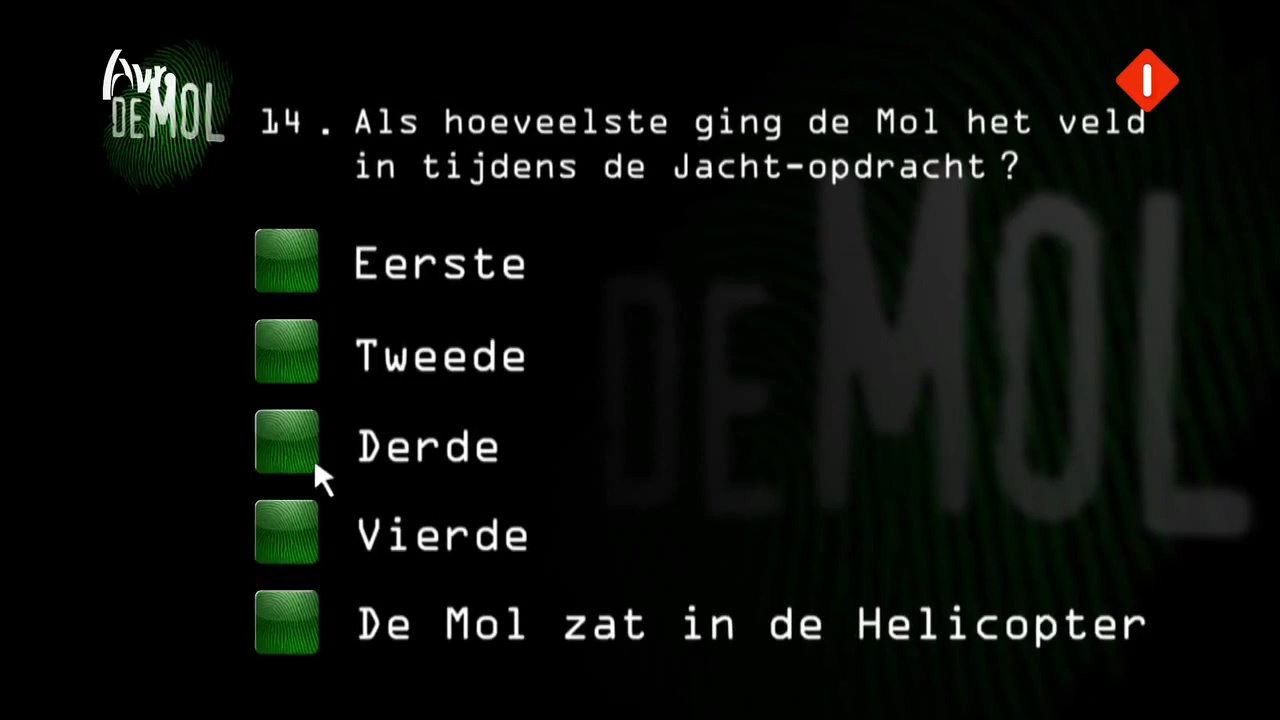 Avro
DE MOL
14. Als hoeveelste ging de Mol het veld
in tijdens de Jacht-opdracht?
Eerste
Tweede
Derde
Vierde
De Mol zat in de Helicopter
DE MOL
1